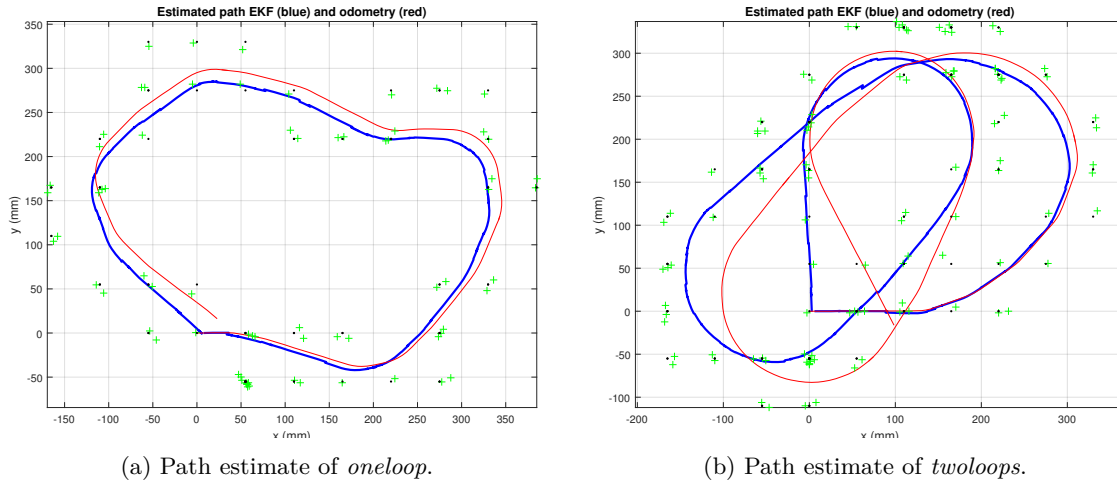 Estimated path EKF (blue) and odometry (red)
350
300
250
200
150
100
50
0
-50
y (mm)
-150 -100 -50 0 50 100 150 200 250 300 350
x (mm)
(a) Path estimate of oneloop.
Estimated path EKF (blue) and odometry (red)
300
250
200
150
100
50
0
-50
-100
y (mm)
-200 -100 0 100 200 300
x (mm)
(b) Path estimate of twoloops.